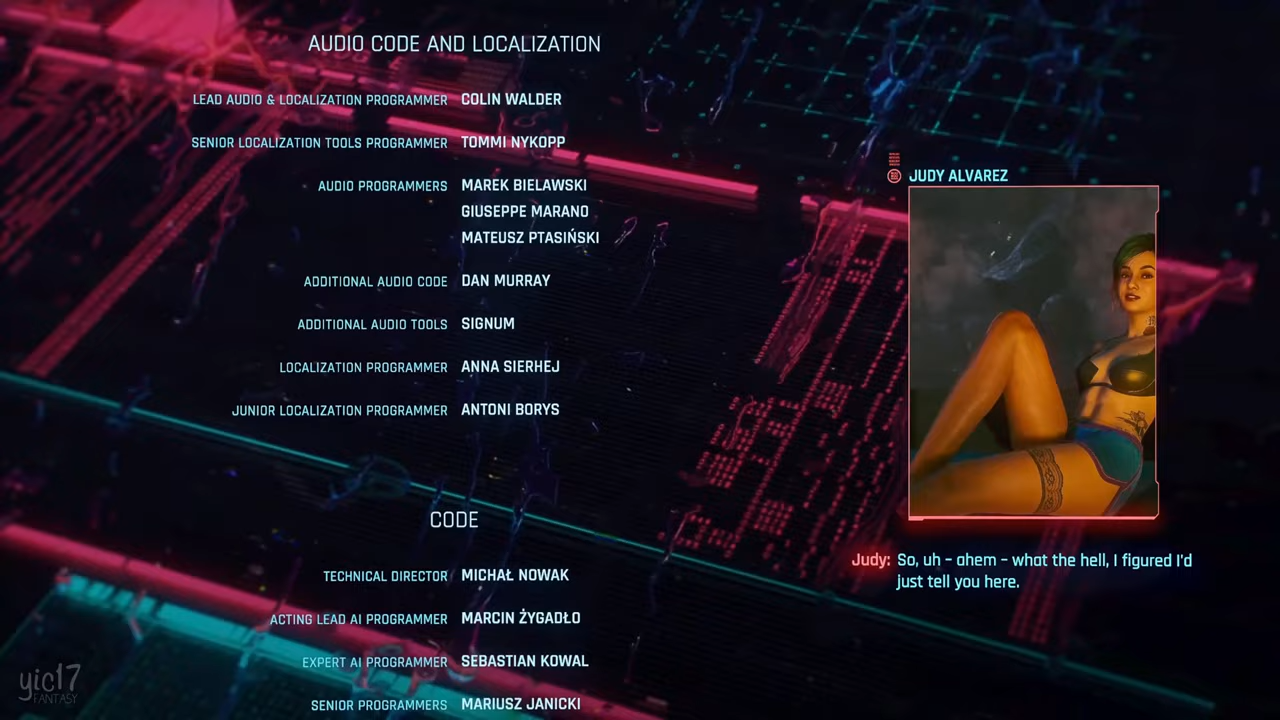 AUDIO CODE AND LOCALIZATION
LEAD AUDIO & LOCALIZATION PROGRAMMER COLIN WALDER
SENIOR LOCALIZATION TOOLS PROGRAMMER TOMMI NYKOPP
AUDIO PROGRAMMERS MAREK BIELAWSKI
GIUSEPPE MARANO
MATEUSZ PTASIŃSKI
ADDITIONAL AUDIO CODE DAN MURRAY
ADDITIONAL AUDIO TOOLS SIGNUM
LOCALIZATION PROGRAMMER ANNA SIERHEJ
JUNIOR LOCALIZATION PROGRAMMER ANTONI BORYS
CODE
TECHNICAL DIRECTOR MICHAŁ NOWAK
ACTING LEAD AI PROGRAMMER MARCIN ŻYGADŁO
EXPERT AI PROGRAMMER SEBASTIAN KOWAL
SENIOR PROGRAMMERS MARIUSZ JANICKI
JUDY ALVAREZ
Judy: So, uh – ahem – what the hell, I figured I'd
just tell you here.
yic17
FANTASY